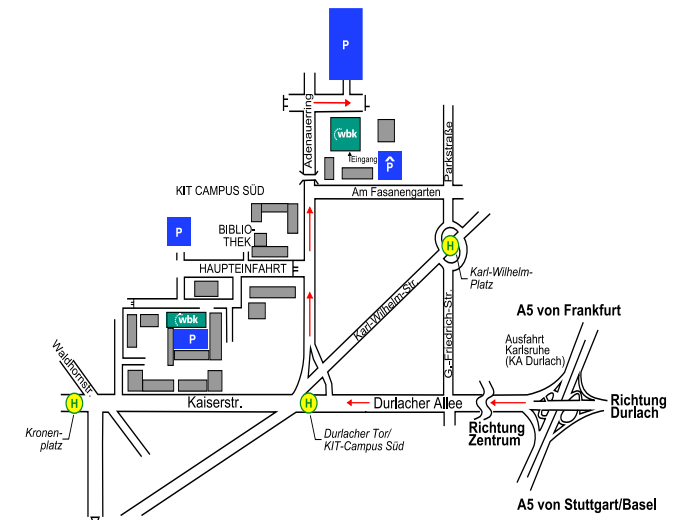 P
Adenauerring
wbk
Eingang
P
Parkstraße
KIT CAMPUS SÜD
Am Fasanengarten
P
BIBLIO-
THEK
H
HAUPTEINFAHRT
Karl-Wilhelm-
Platz
Karl-Wilhelm-Str.
G.-Friedrich-Str.
A5 von Frankfurt
wbk
P
Ausfahrt
Karlsruhe
(KA Durlach)
Waldhornstr.
H
Kaiserstr.
H
Durlacher Allee
Richtung
Durlach
Richtung
Zentrum
Kronen-
platz
Durlacher Tor/
KIT-Campus Süd
A5 von Stuttgart/Basel